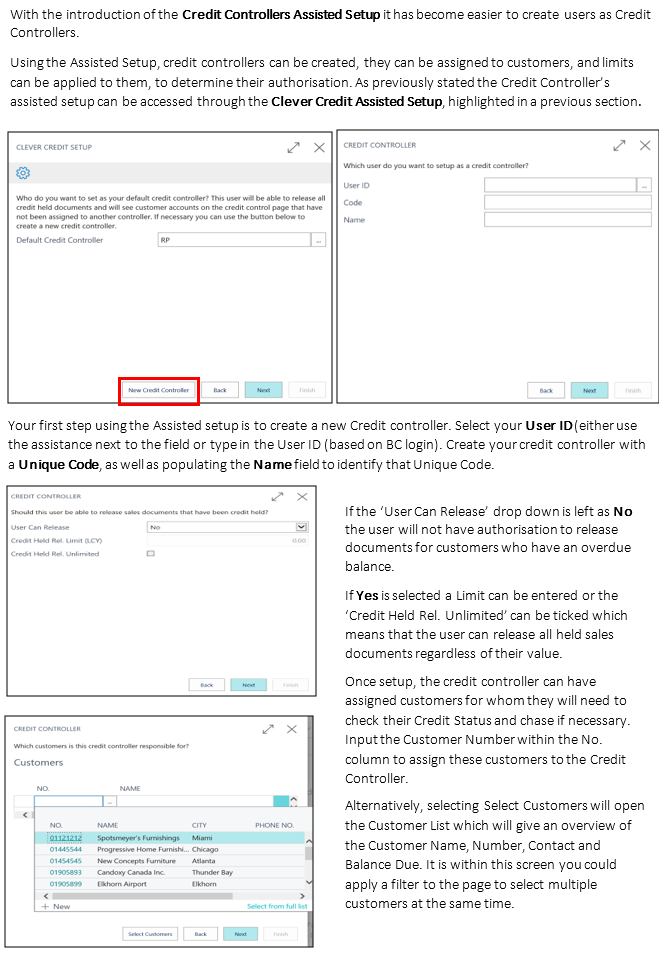 With the introduction of the Credit Controllers Assisted Setup it has become easier to create users as Credit
Controllers.
Using the Assisted Setup, credit controllers can be created, they can be assigned to customers, and limits
can be applied to them, to determine their authorisation. As previously stated the Credit Controller's
assisted setup can be accessed through the Clever Credit Assisted Setup, highlighted in a previous section.
CLEVER CREDIT SETUP
Who do you want to set as your default credit controller? This user will be able to release all
credit held documents and will see customer accounts on the credit control page that have
not been assigned to another controller. If necessary you can use the button below to
create a new credit controller.
Default Credit Controller RP ...
New Credit Controller Back Next Finish
CREDIT CONTROLLER
Which user do you want to setup as a credit controller?
User ID ...
Code
Name
Back Next Finish
Your first step using the Assisted setup is to create a new Credit controller. Select your User ID (either use
the assistance next to the field or type in the User ID (based on BC login). Create your credit controller with
a Unique Code, as well as populating the Name field to identify that Unique Code.
CREDIT CONTROLLER
Should this user be able to release sales documents that have been credit held?
User Can Release No
Credit Held Rel. Limit (LCY) 0.00
Credit Held Rel. Unlimited
Back Next Finish
If the 'User Can Release' drop down is left as No
the user will not have authorisation to release
documents for customers who have an overdue
balance.
If Yes is selected a Limit can be entered or the
'Credit Held Rel. Unlimited' can be ticked which
means that the user can release all held sales
documents regardless of their value.
Once setup, the credit controller can have
assigned customers for whom they will need to
check their Credit Status and chase if necessary.
Input the Customer Number within the No.
column to assign these customers to the Credit
Controller.
Alternatively, selecting Select Customers will open
the Customer List which will give an overview of
the Customer Name, Number, Contact and
Balance Due. It is within this screen you could
apply a filter to the page to select multiple
customers at the same time.
CREDIT CONTROLLER
Which customers is this credit controller responsible for?
Customers
NO. NAME
...
NO. NAME CITY PHONE NO.
01121212 Spotsmeyer's Furnishings Miami
01445544 Progressive Home Furnishi... Chicago
01454545 New Concepts Furniture Atlanta
01905893 Candoxy Canada Inc. Thunder Bay
01905899 Elkhorn Airport Elkhorn
+ New Select from full list
Select Customers Back Next Finish